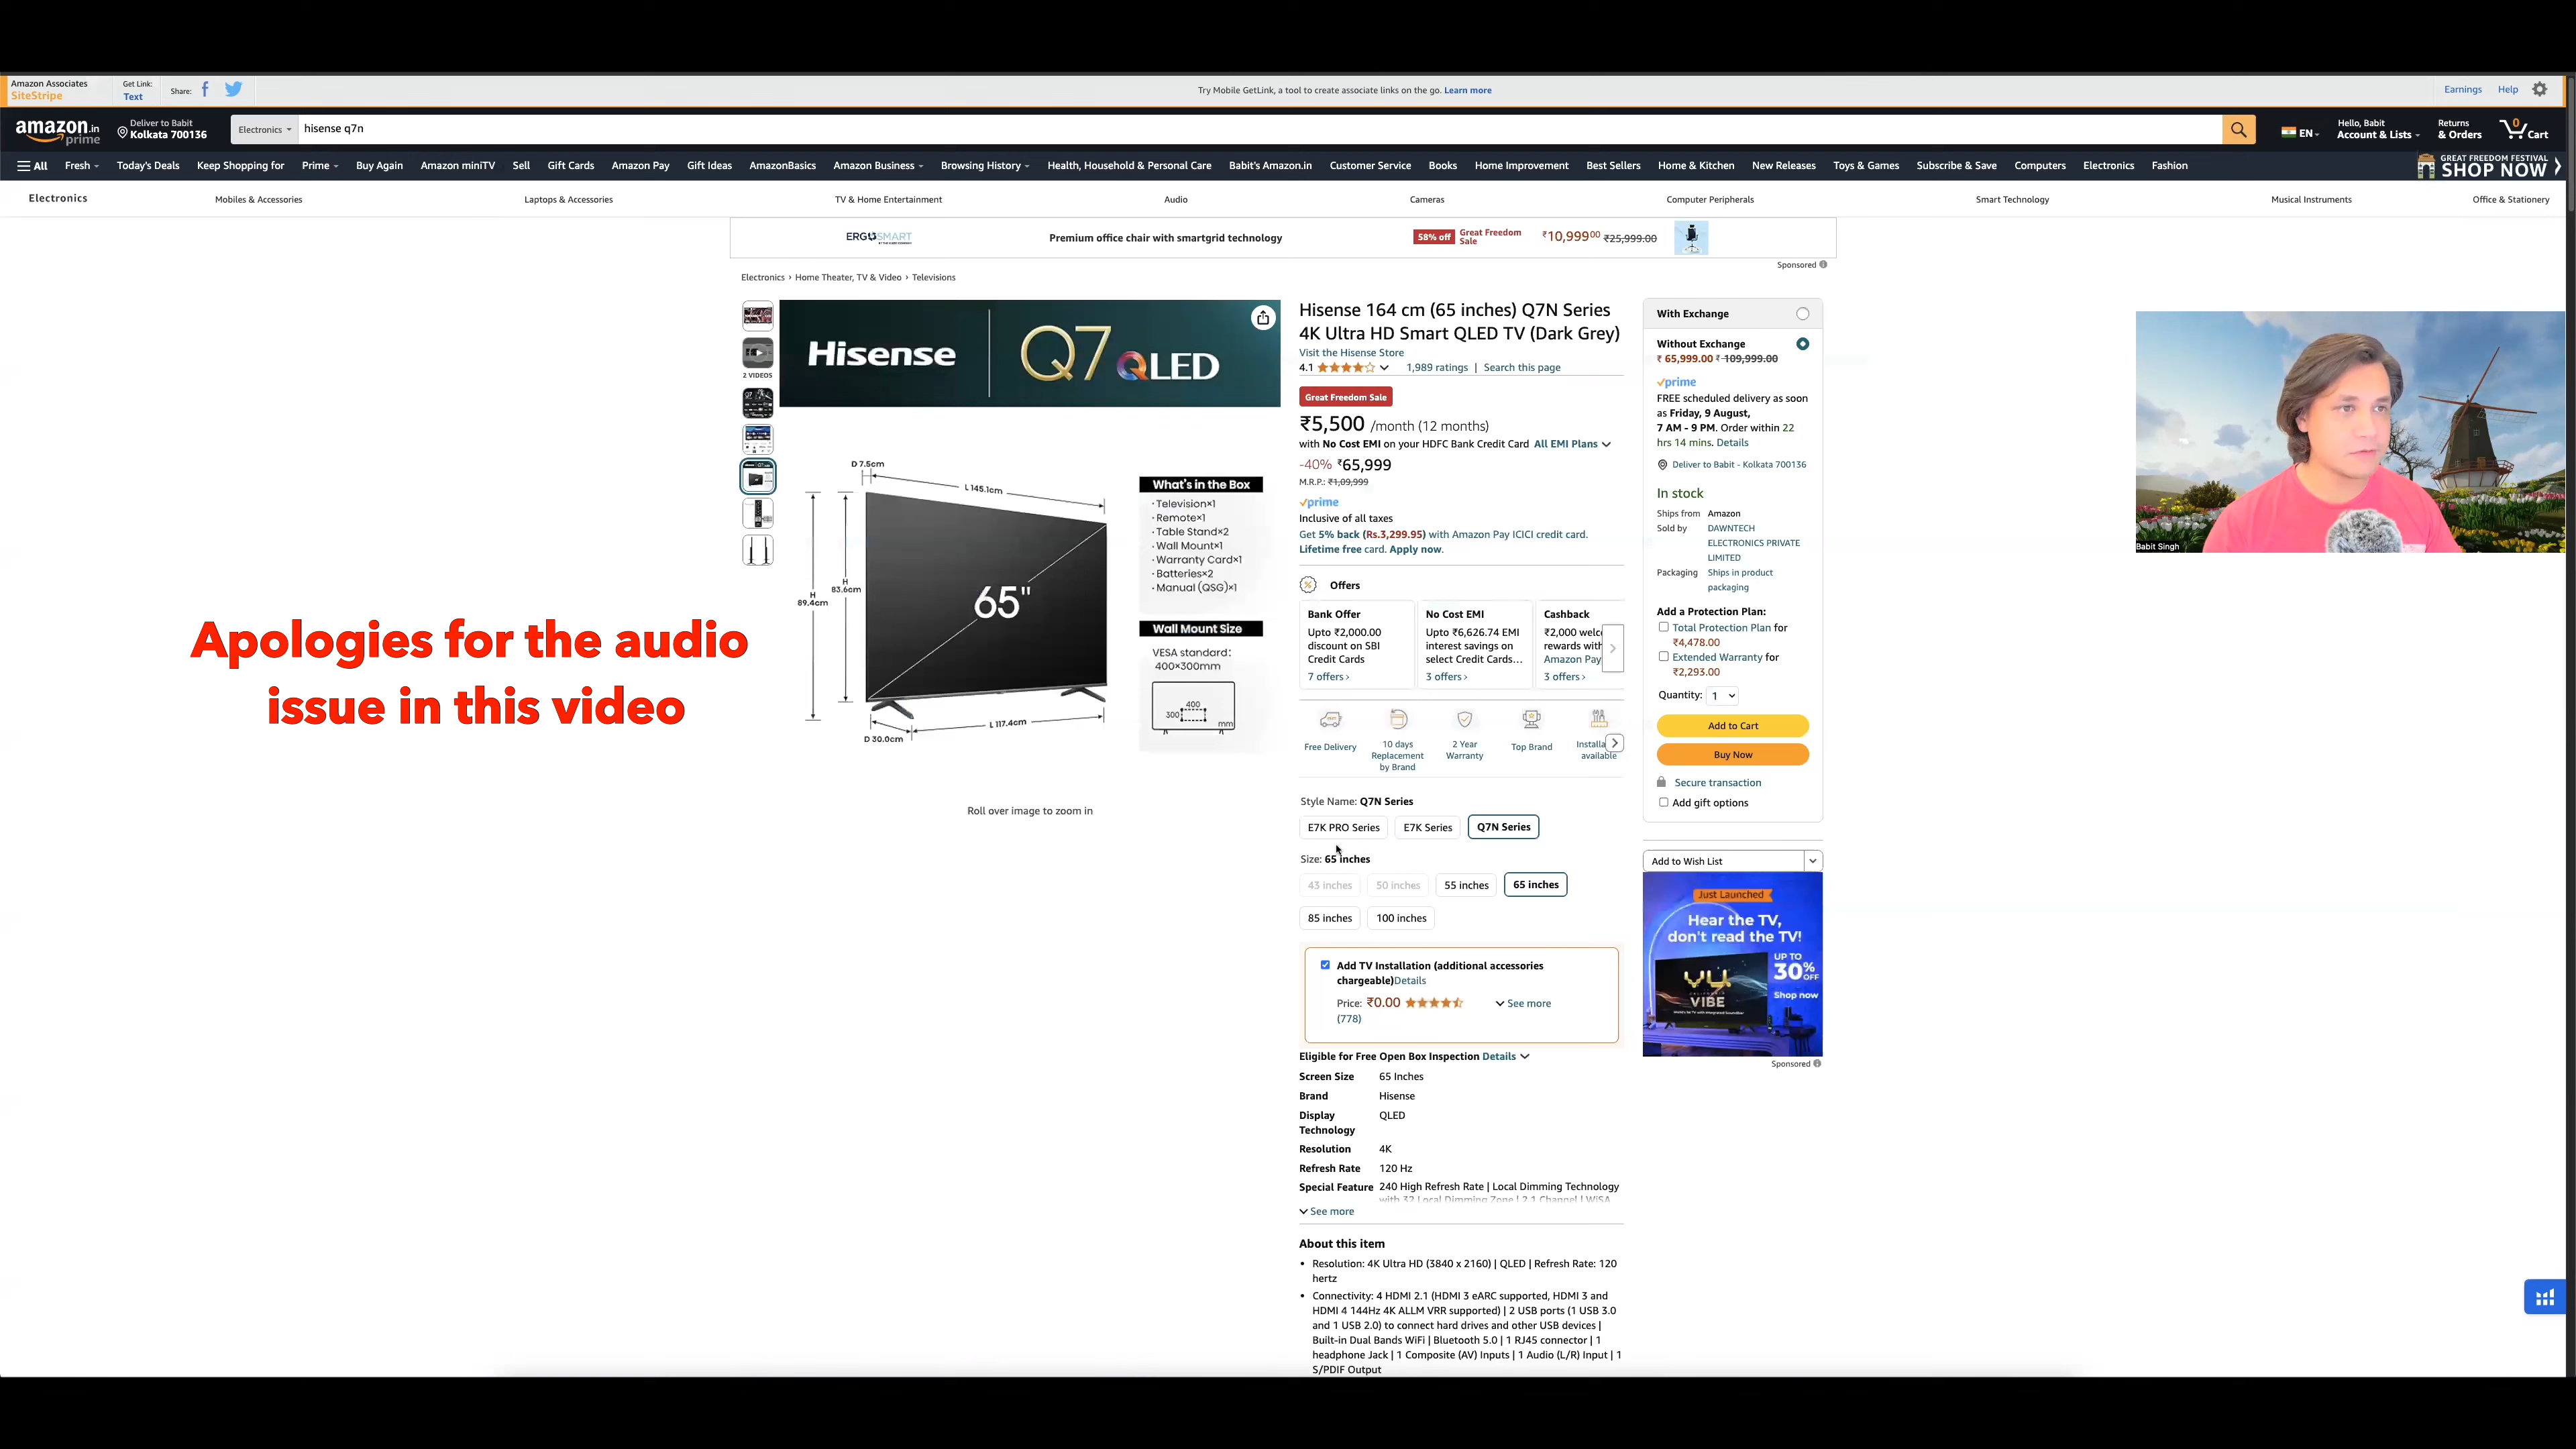 Amazon Associates
SiteStripe
Get Link:
Text
Share:
Try Mobile GetLink, a tool to create associate links on the go. Learn more
Earnings
Help
amazon.in
prime
Deliver to Babit
Kolkata 700136
Electronics
hisense q7n
EN
Hello, Babit
Account & Lists
Returns
& Orders
0
Cart
All
Fresh
Today's Deals
Keep Shopping for
Prime
Buy Again
Amazon miniTV
Sell
Gift Cards
Amazon Pay
Gift Ideas
AmazonBasics
Amazon Business
Browsing History
Health, Household & Personal Care
Babit's Amazon.in
Customer Service
Books
Home Improvement
Best Sellers
Home & Kitchen
New Releases
Toys & Games
Subscribe & Save
Computers
Electronics
Fashion
GREAT FREEDOM FESTIVAL
SHOP NOW
Electronics
Mobiles & Accessories
Laptops & Accessories
TV & Home Entertainment
Audio
Cameras
Computer Peripherals
Smart Technology
Musical Instruments
Office & Stationery
ERGOSMART
Premium office chair with smartgrid technology
58% off
Great Freedom
Sale
₹10,99900 ₹25,999.00
Sponsored
Electronics › Home Theater, TV & Video › Televisions
2 VIDEOS
Hisense
Q7 QLED
D 7.5cm
L 145.1cm
H
89.4cm
H
83.6cm
65"
D 30.0cm
L 117.4cm
What's in the Box
·Television×1
·Remote×1
·Table Stand×2
·Wall Mount×1
·Warranty Card×1
·Batteries×2
·Manual (QSG)×1
Wall Mount Size
VESA standard:
400×300mm
400
300
mm
Roll over image to zoom in
Apologies for the audio
issue in this video
Hisense 164 cm (65 inches) Q7N Series
4K Ultra HD Smart QLED TV (Dark Grey)
Visit the Hisense Store
4.1
1,989 ratings | Search this page
Great Freedom Sale
₹5,500 /month (12 months)
with No Cost EMI on your HDFC Bank Credit Card All EMI Plans
-40% ₹65,999
M.R.P.: ₹1,09,999
prime
Inclusive of all taxes
Get 5% back (Rs.3,299.95) with Amazon Pay ICICI credit card.
Lifetime free card. Apply now.
Offers
Bank Offer
Upto ₹2,000.00
discount on SBI
Credit Cards
7 offers ›
No Cost EMI
Upto ₹6,626.74 EMI
interest savings on
select Credit Cards…
3 offers ›
Cashback
₹2,000 welc
rewards with
Amazon Pay
3 offers ›
Free Delivery
10 days
Replacement
by Brand
2 Year
Warranty
Top Brand
Installa
available
Style Name: Q7N Series
E7K PRO Series
E7K Series
Q7N Series
Size: 65 inches
43 inches
50 inches
55 inches
65 inches
85 inches
100 inches
Add TV Installation (additional accessories
chargeable)Details
Price: ₹0.00
See more
(778)
Eligible for Free Open Box Inspection Details
Screen Size 65 Inches
Brand Hisense
Display QLED
Technology
Resolution 4K
Refresh Rate 120 Hz
Special Feature 240 High Refresh Rate | Local Dimming Technology
with 32 Local Dimming Zone | 2.1 Channel | WiSA
See more
About this item
• Resolution: 4K Ultra HD (3840 x 2160) | QLED | Refresh Rate: 120
hertz
• Connectivity: 4 HDMI 2.1 (HDMI 3 eARC supported, HDMI 3 and
HDMI 4 144Hz 4K ALLM VRR supported) | 2 USB ports (1 USB 3.0
and 1 USB 2.0) to connect hard drives and other USB devices |
Built-in Dual Bands WiFi | Bluetooth 5.0 | 1 RJ45 connector | 1
headphone Jack | 1 Composite (AV) Inputs | 1 Audio (L/R) Input | 1
S/PDIF Output
With Exchange
Without Exchange
₹ 65,999.00 ₹ 109,999.00
prime
FREE scheduled delivery as soon
as Friday, 9 August,
7 AM - 9 PM. Order within 22
hrs 14 mins. Details
Deliver to Babit - Kolkata 700136
In stock
Ships from Amazon
Sold by DAWNTECH
ELECTRONICS PRIVATE
LIMITED
Packaging Ships in product
packaging
Add a Protection Plan:
Total Protection Plan for
₹4,478.00
Extended Warranty for
₹2,293.00
Quantity: 1
Add to Cart
Buy Now
Secure transaction
Add gift options
Add to Wish List
Just Launched
Hear the TV,
don't read the TV!
UP TO
30%
OFF
Shop now
VU
VIBE
Sponsored
Babit Singh